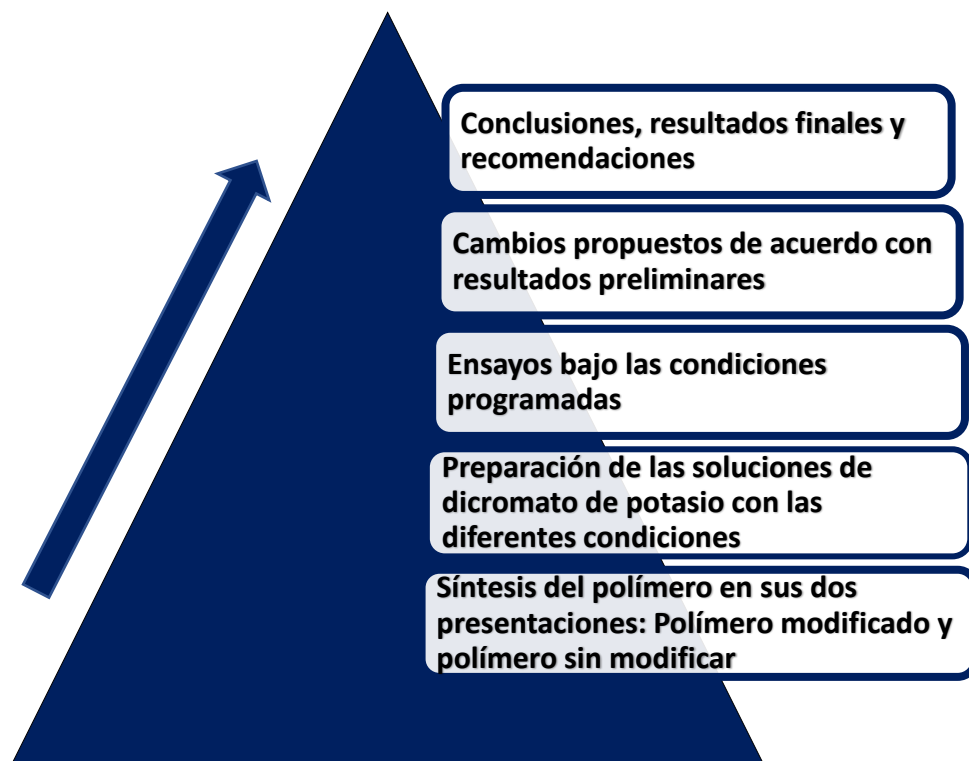 Conclusiones, resultados finales y
recomendaciones
Cambios propuestos de acuerdo con
resultados preliminares
Ensayos bajo las condiciones
programadas
Preparación de las soluciones de
dicromato de potasio con las
diferentes condiciones
Síntesis del polímero en sus dos
presentaciones: Polímero modificado y
polímero sin modificar